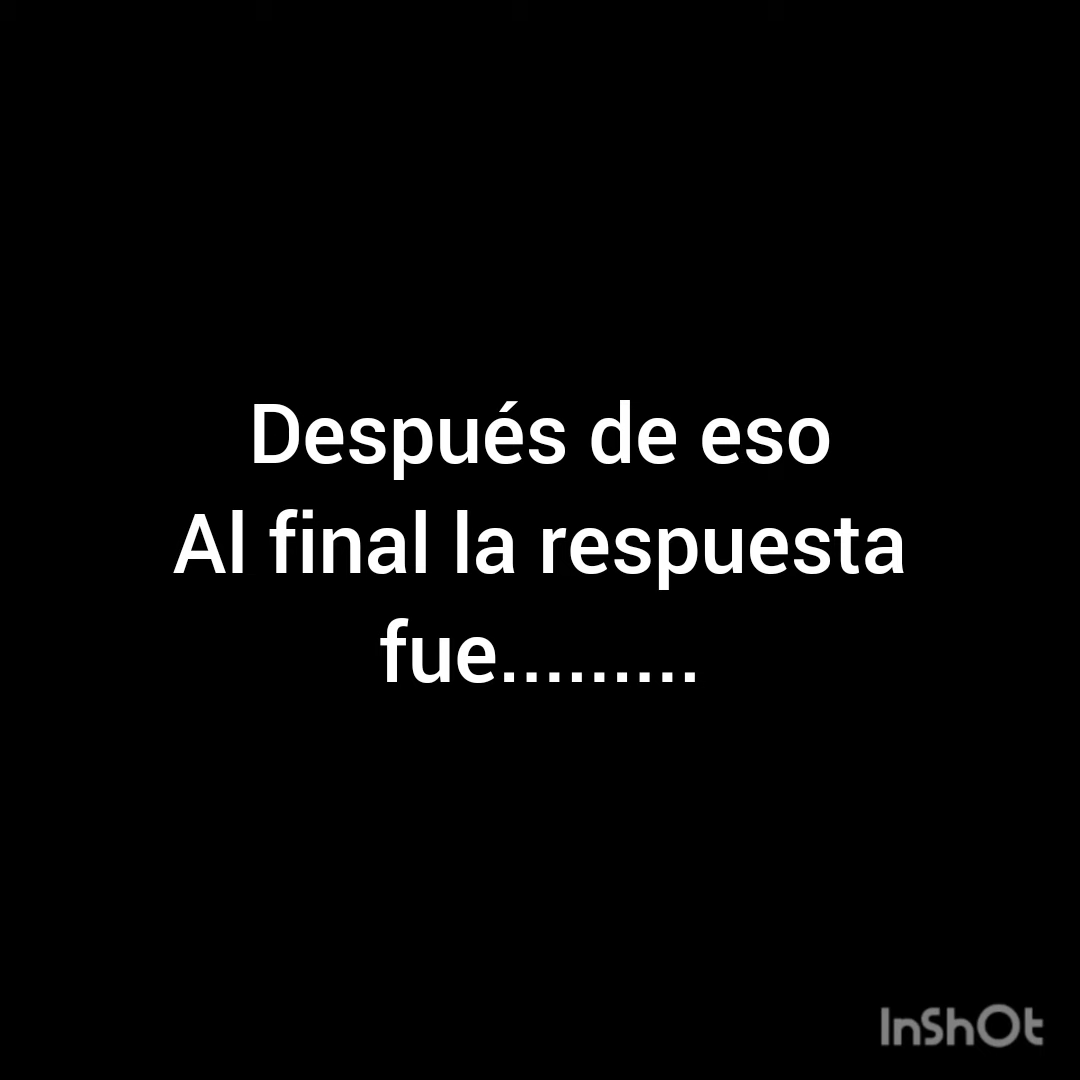 Después de eso
Al final la respuesta
fue.........
InShOt